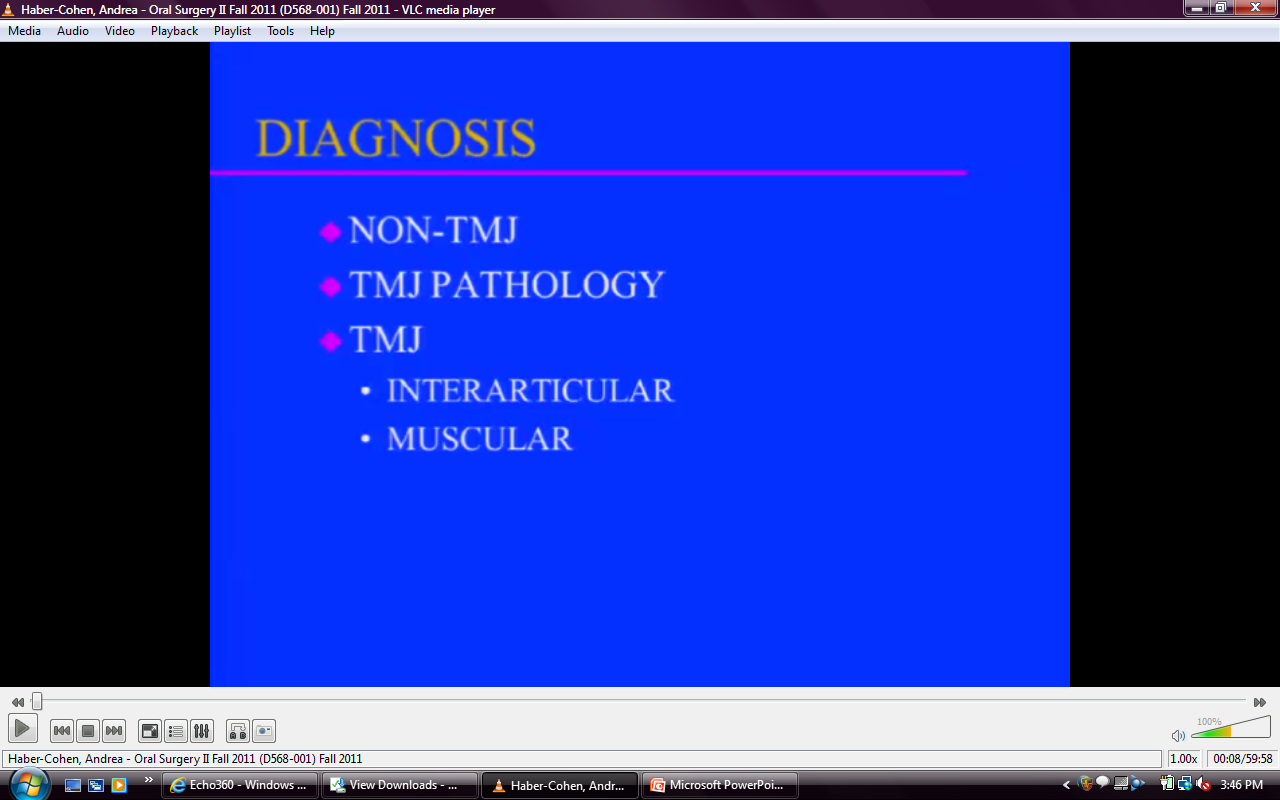 Haber-Cohen, Andrea - Oral Surgery II Fall 2011 (D568-001) Fall 2011 - VLC media player
Media Audio Video Playback Playlist Tools Help
DIAGNOSIS
NON-TMJ
TMJ PATHOLOGY
TMJ
• INTERARTICULAR
• MUSCULAR
100%
Haber-Cohen, Andrea - Oral Surgery II Fall 2011 (D568-001) Fall 2011 1.00x 00:08/59:58
Echo360 - Windows ... View Downloads - ... Haber-Cohen, Andr... Microsoft PowerPoi... 3:46 PM